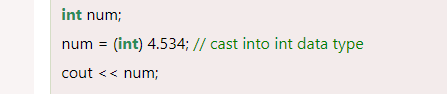 int num;
num = (int) 4.534; // cast into int data type
cout << num;